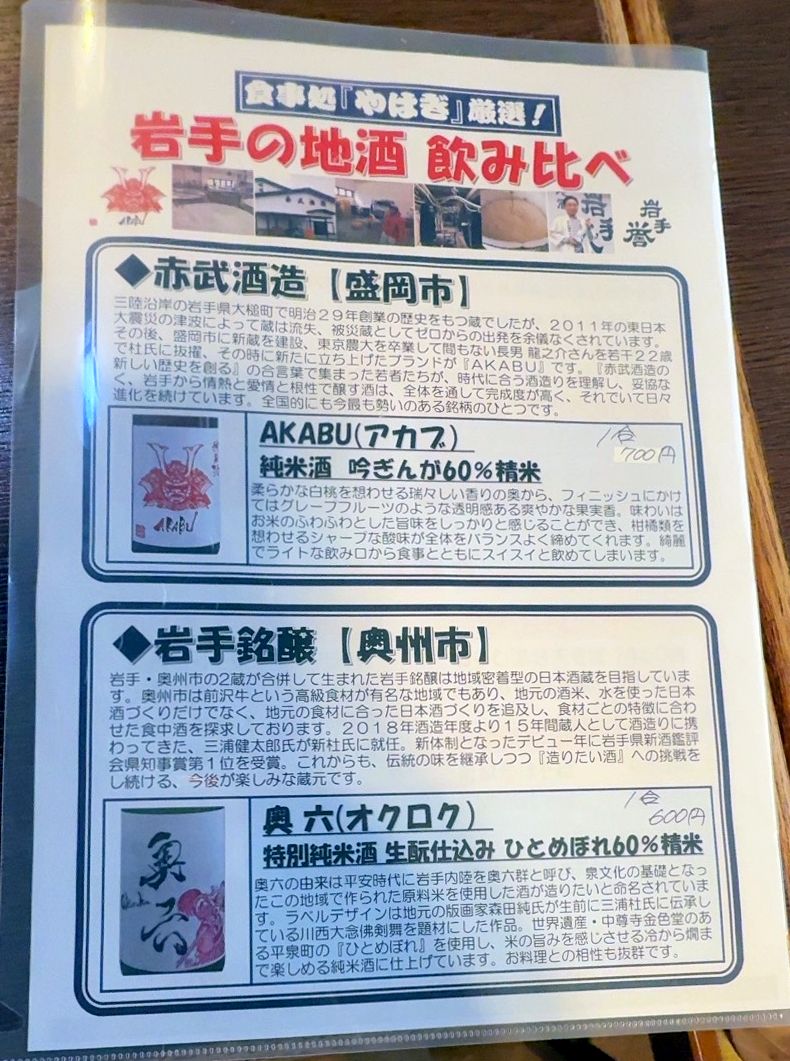 食事処『やはぎ』厳選！
岩手の地酒 飲み比べ
AKABU
岩手
誉
◆赤武酒造【盛岡市】
三陸沿岸の岩手県大槌町で明治２９年創業の歴史をもつ蔵でしたが、２０１１年の東日本
大震災の津波によって蔵は流失、被災蔵としてゼロからの出発を余儀なくされています。
その後、盛岡市に新蔵を建設、東京農大を卒業して間もない長男 龍之介さんを若干２２歳
で杜氏に抜擢、その時に新たに立ち上げたブランドが『ＡＫＡＢＵ』です。『赤武酒造の
新しい歴史を創る』の合言葉で集まった若者たちが、時代に合う酒造りを理解し、妥協な
く、岩手から情熱と愛情と根性で醸す酒は、全体を通して完成度が高く、それでいて日々
進化を続けています。全国的にも今最も勢いのある銘柄のひとつです。
AKABU(アカブ)
一合
700円
純米酒 吟ぎんが60％精米
柔らかな白桃を想わせる瑞々しい香りの奥から、フィニッシュにかけ
てはグレープフルーツのような透明感ある爽やかな果実香。味わいは
お米のふわふわとした旨味をしっかりと感じることができ、柑橘類を
想わせるシャープな酸味が全体をバランスよく締めてくれます。綺麗
でライトな飲み口から食事とともにスイスイと飲めてしまいます。
AKABU
◆岩手銘醸【奥州市】
岩手・奥州市の２蔵が合併して生まれた岩手銘醸は地域密着型の日本酒蔵を目指していま
す。奥州市は前沢牛という高級食材が有名な地域でもあり、地元の酒米、水を使った日本
酒づくりだけでなく、地元の食材に合った日本酒づくりを追及し、食材ごとの特徴に合わ
せた食中酒を探求しております。２０１８年酒造年度より１５年間蔵人として酒造りに携
わってきた、三浦健太郎氏が新杜氏に就任。新体制となったデビュー年に岩手県新酒鑑評
会県知事賞第１位を受賞。これからも、伝統の味を継承しつつ『造りたい酒』への挑戦を
し続ける、今後が楽しみな蔵元です。
奥 六(オクロク)
一合
600円
特別純米酒 生酛仕込み ひとめぼれ60％精米
奥六の由来は平安時代に岩手内陸を奥六群と呼び、泉文化の基礎となっ
たこの地域で作られた原料米を使用した酒が造りたいと命名されていま
す。ラベルデザインは地元の版画家森田純氏が生前に三浦杜氏に伝承し
ている川西大念佛剣舞を題材にした作品。世界遺産・中尊寺金色堂のあ
る平泉町の『ひとめぼれ』を使用し、米の旨みを感じさせる冷から燗ま
で楽しめる純米酒に仕上げています。お料理との相性も抜群です。
奥六